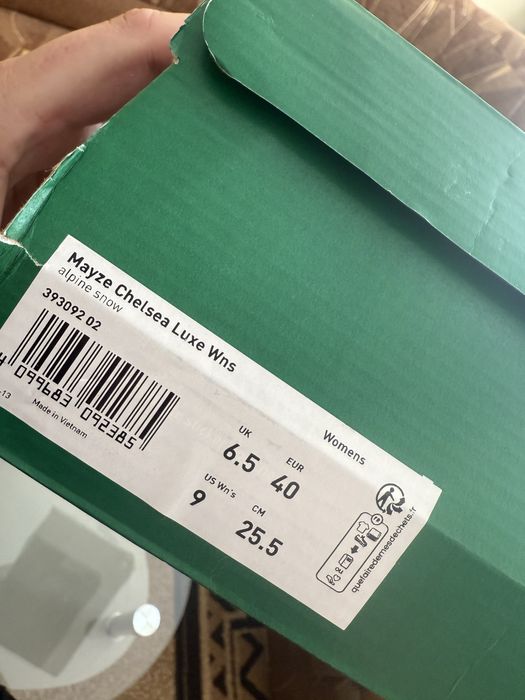 Mayze Chelsea Luxe Wns
alpine snow
393092 02
4 099683 092385
-13
Made in Vietnam
Womens
UK
6.5
EUR
40
US Wn's
9
CM
25.5
quefairedemesdechets.fr